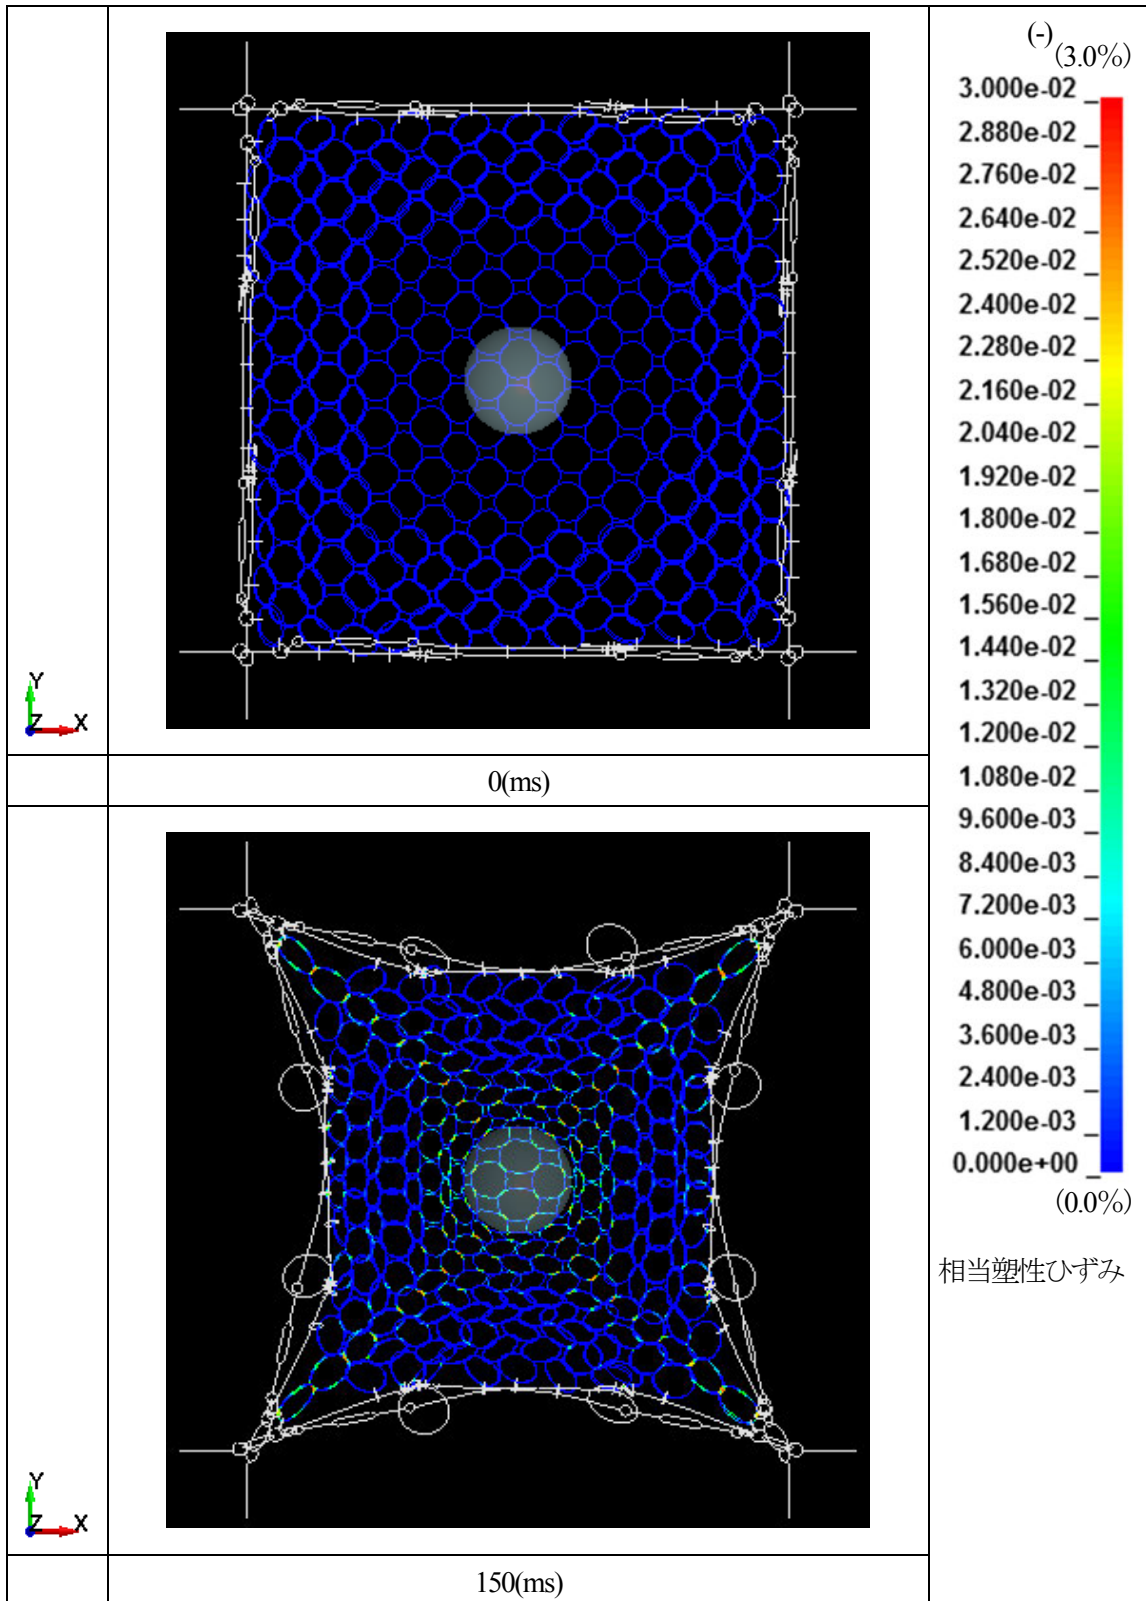 Y
Z X
0(ms)
Y
Z X
150(ms)
(-)
(3.0%)
3.000e-02
2.880e-02
2.760e-02
2.640e-02
2.520e-02
2.400e-02
2.280e-02
2.160e-02
2.040e-02
1.920e-02
1.800e-02
1.680e-02
1.560e-02
1.440e-02
1.320e-02
1.200e-02
1.080e-02
9.600e-03
8.400e-03
7.200e-03
6.000e-03
4.800e-03
3.600e-03
2.400e-03
1.200e-03
0.000e+00
(0.0%)
相当塑性ひずみ